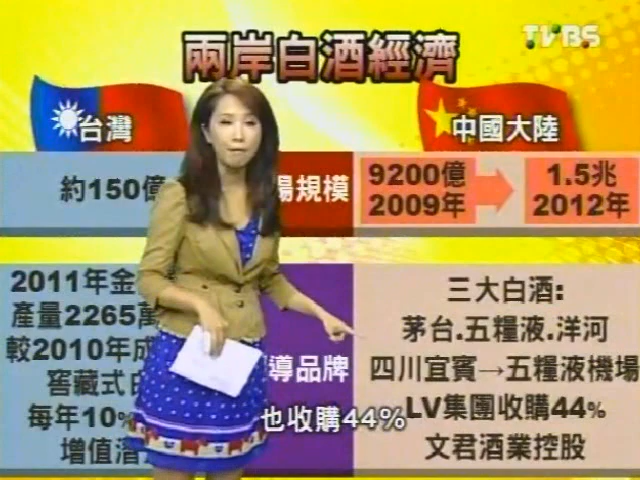 兩岸白酒經濟
TVBS
台灣
中國大陸
約150億
場規模
9200億
2009年
1.5兆
2012年
2011年金
產量2265萬
較2010年成
窖藏式白
每年10%
增值潛
導品牌
三大白酒:
茅台.五糧液.洋河
四川宜賓→五糧液機場
LV集團收購44%
文君酒業控股
也收購44%